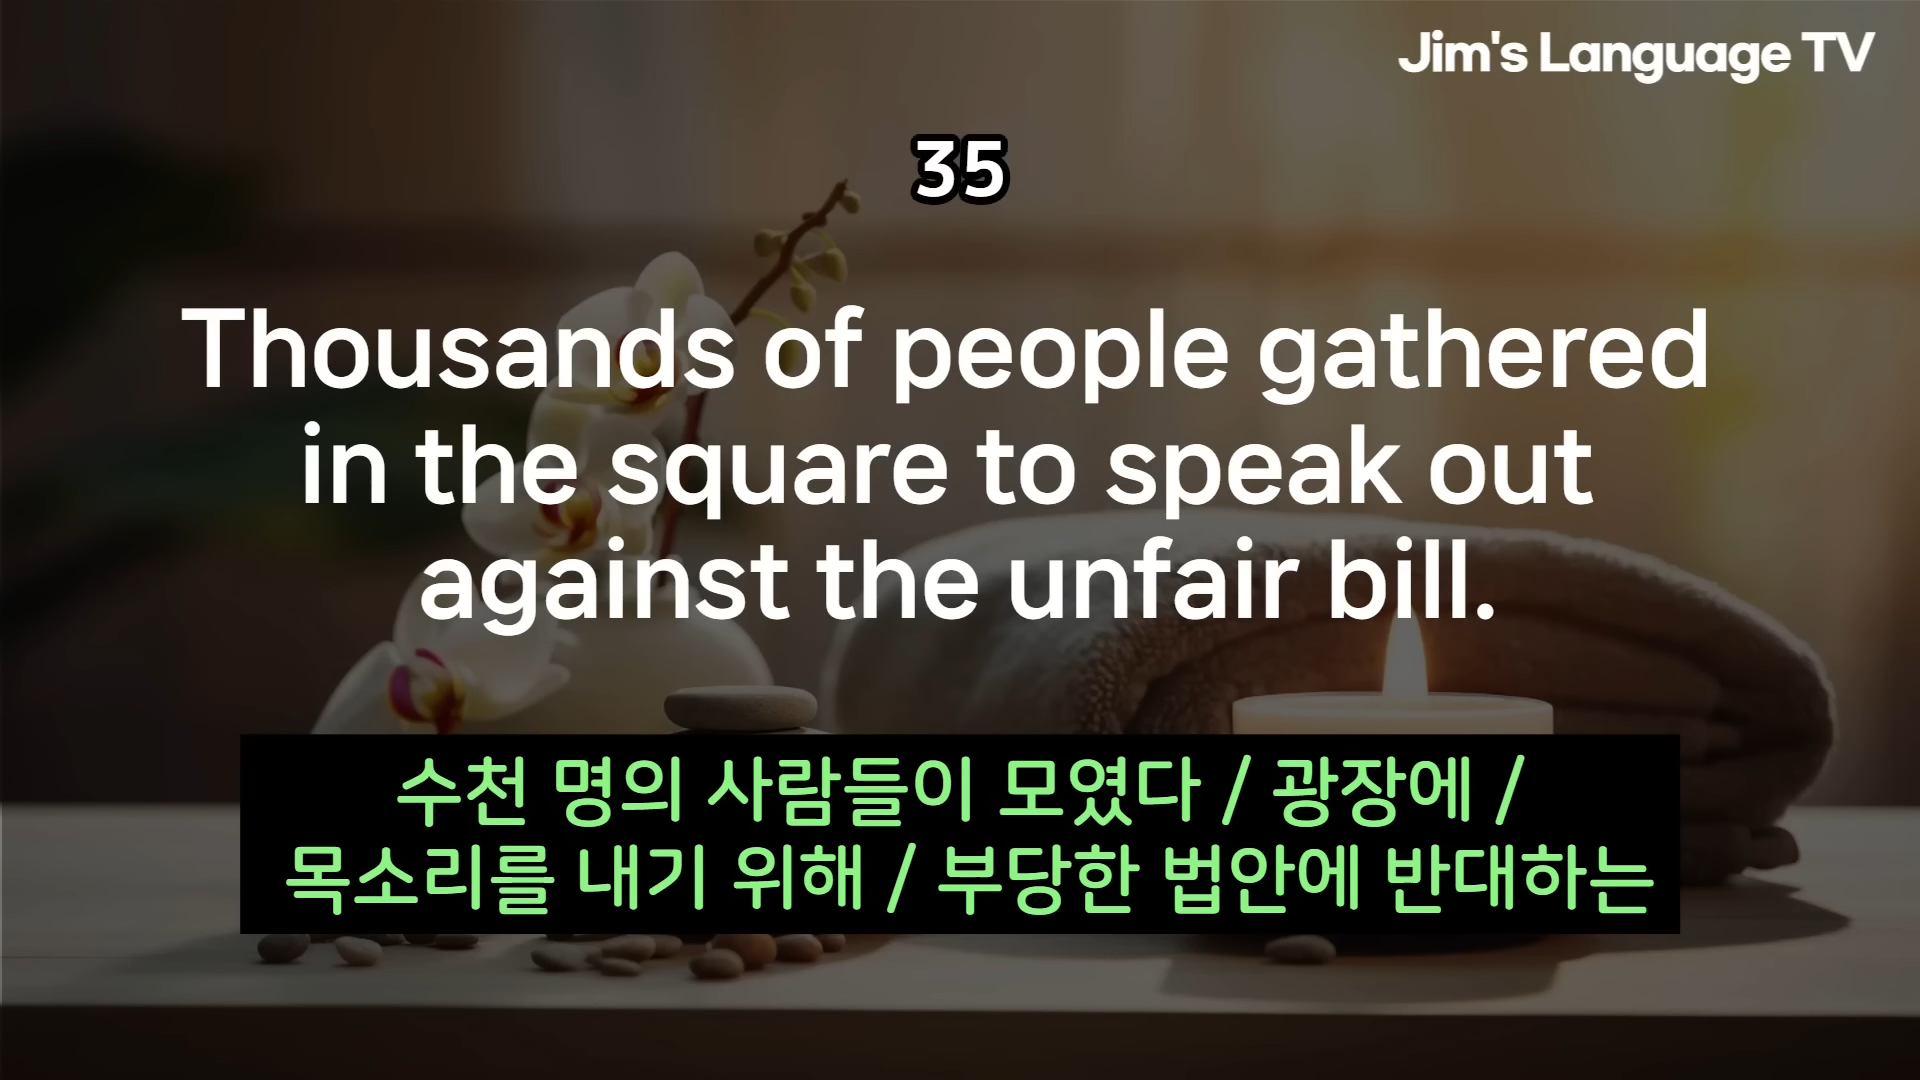 Jim's Language TV
35
Thousands of people gathered
in the square to speak out
against the unfair bill.
수천 명의 사람들이 모였다 / 광장에 /
목소리를 내기 위해 / 부당한 법안에 반대하는